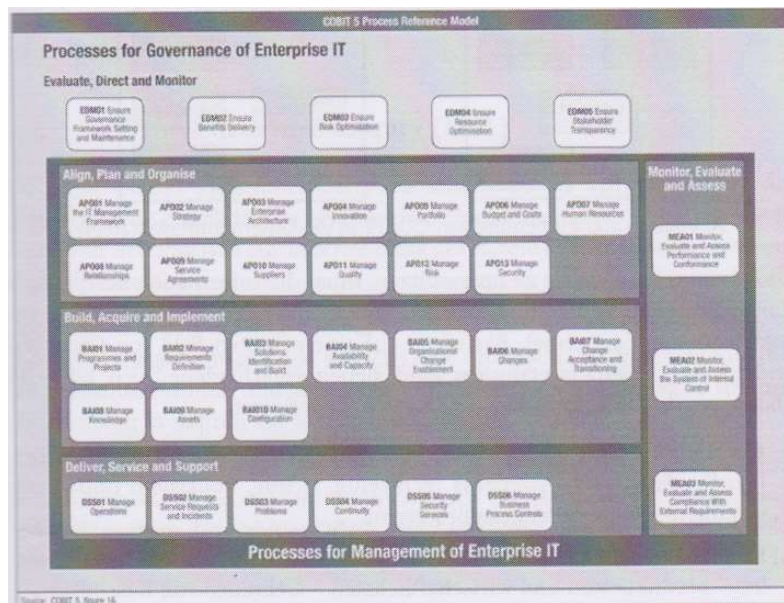 COBIT 5 Process Reference Model
Processes for Governance of Enterprise IT
Evaluate, Direct and Monitor
EDM01 Ensure
Governance
Framework Setting
and Maintenance
EDM02 Ensure
Benefits Delivery
EDM03 Ensure
Risk Optimisation
EDM04 Ensure
Resource
Optimisation
EDM05 Ensure
Stakeholder
Transparency
Align, Plan and Organise
APO01 Manage
the IT Management
Framework
APO02 Manage
Strategy
APO03 Manage
Enterprise
Architecture
APO04 Manage
Innovation
APO05 Manage
Portfolio
APO06 Manage
Budget and Costs
APO07 Manage
Human Resources
APO08 Manage
Relationships
APO09 Manage
Service
Agreements
APO10 Manage
Suppliers
APO11 Manage
Quality
APO12 Manage
Risk
APO13 Manage
Security
Build, Acquire and Implement
BAI01 Manage
Programmes and
Projects
BAI02 Manage
Requirements
Definition
BAI03 Manage
Solutions
Identification
and Build
BAI04 Manage
Availability
and Capacity
BAI05 Manage
Organisational
Change
Enablement
BAI06 Manage
Changes
BAI07 Manage
Change
Acceptance and
Transitioning
BAI08 Manage
Knowledge
BAI09 Manage
Assets
BAI010 Manage
Configuration
Deliver, Service and Support
DSS01 Manage
Operations
DSS02 Manage
Service Requests
and Incidents
DSS03 Manage
Problems
DSS04 Manage
Continuity
DSS05 Manage
Security
Services
DSS06 Manage
Business
Process Controls
Monitor, Evaluate
and Assess
MEA01 Monitor,
Evaluate and Assess
Performance and
Conformance
MEA02 Monitor,
Evaluate and Assess
the System of Internal
Control
MEA03 Monitor,
Evaluate and Assess
Compliance With
External Requirements
Processes for Management of Enterprise IT
Source: COBIT 5, figure 16